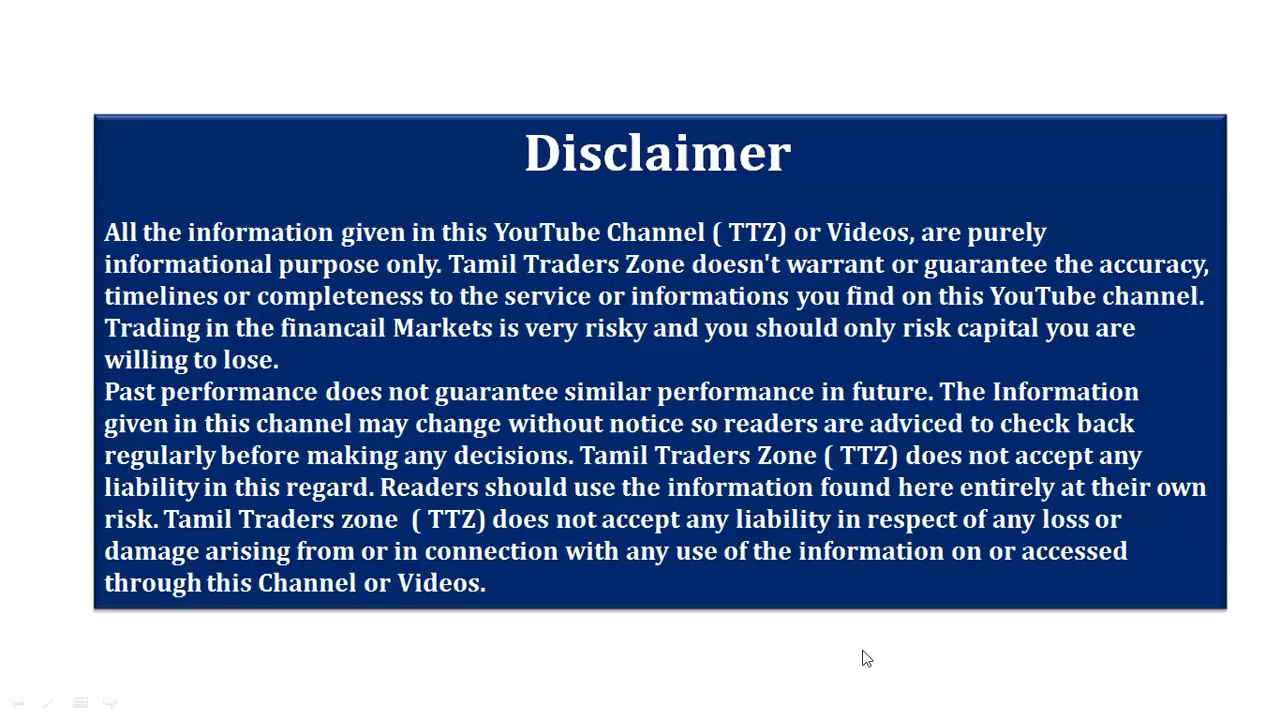 Disclaimer
All the information given in this YouTube Channel ( TTZ) or Videos, are purely
informational purpose only. Tamil Traders Zone doesn't warrant or guarantee the accuracy,
timelines or completeness to the service or informations you find on this YouTube channel.
Trading in the financail Markets is very risky and you should only risk capital you are
willing to lose.
Past performance does not guarantee similar performance in future. The Information
given in this channel may change without notice so readers are adviced to check back
regularly before making any decisions. Tamil Traders Zone ( TTZ) does not accept any
liability in this regard. Readers should use the information found here entirely at their own
risk. Tamil Traders zone  ( TTZ) does not accept any liability in respect of any loss or
damage arising from or in connection with any use of the information on or accessed
through this Channel or Videos.